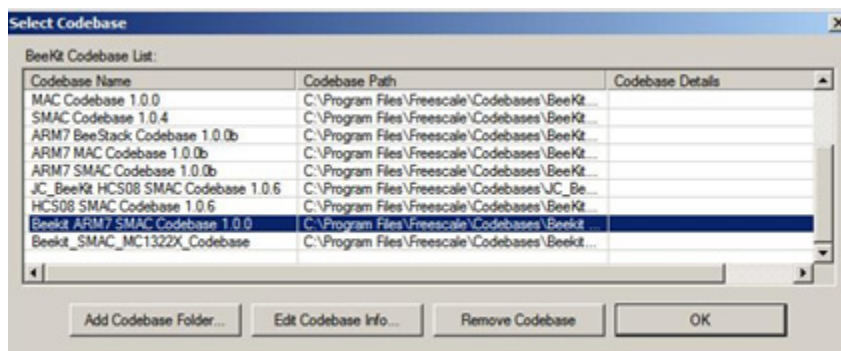 Select Codebase
BeeKit Codebase List:
Codebase Name Codebase Path Codebase Details
MAC Codebase 1.0.0 C:\Program Files\Freescale\Codebases\BeeKit...
SMAC Codebase 1.0.4 C:\Program Files\Freescale\Codebases\BeeKit...
ARM7 BeeStack Codebase 1.0.0b C:\Program Files\Freescale\Codebases\BeeKit...
ARM7 MAC Codebase 1.0.0b C:\Program Files\Freescale\Codebases\BeeKit...
ARM7 SMAC Codebase 1.0.0b C:\Program Files\Freescale\Codebases\BeeKit...
JC_BeeKit HCS08 SMAC Codebase 1.0.6 C:\Program Files\Freescale\Codebases\JC_Be...
HCS08 SMAC Codebase 1.0.6 C:\Program Files\Freescale\Codebases\BeeKit...
Beekit ARM7 SMAC Codebase 1.0.0 C:\Program Files\Freescale\Codebases\Beekit ...
Beekit_SMAC_MC1322X_Codebase C:\Program Files\Freescale\Codebases\Beekit...
Add Codebase Folder... Edit Codebase Info... Remove Codebase OK